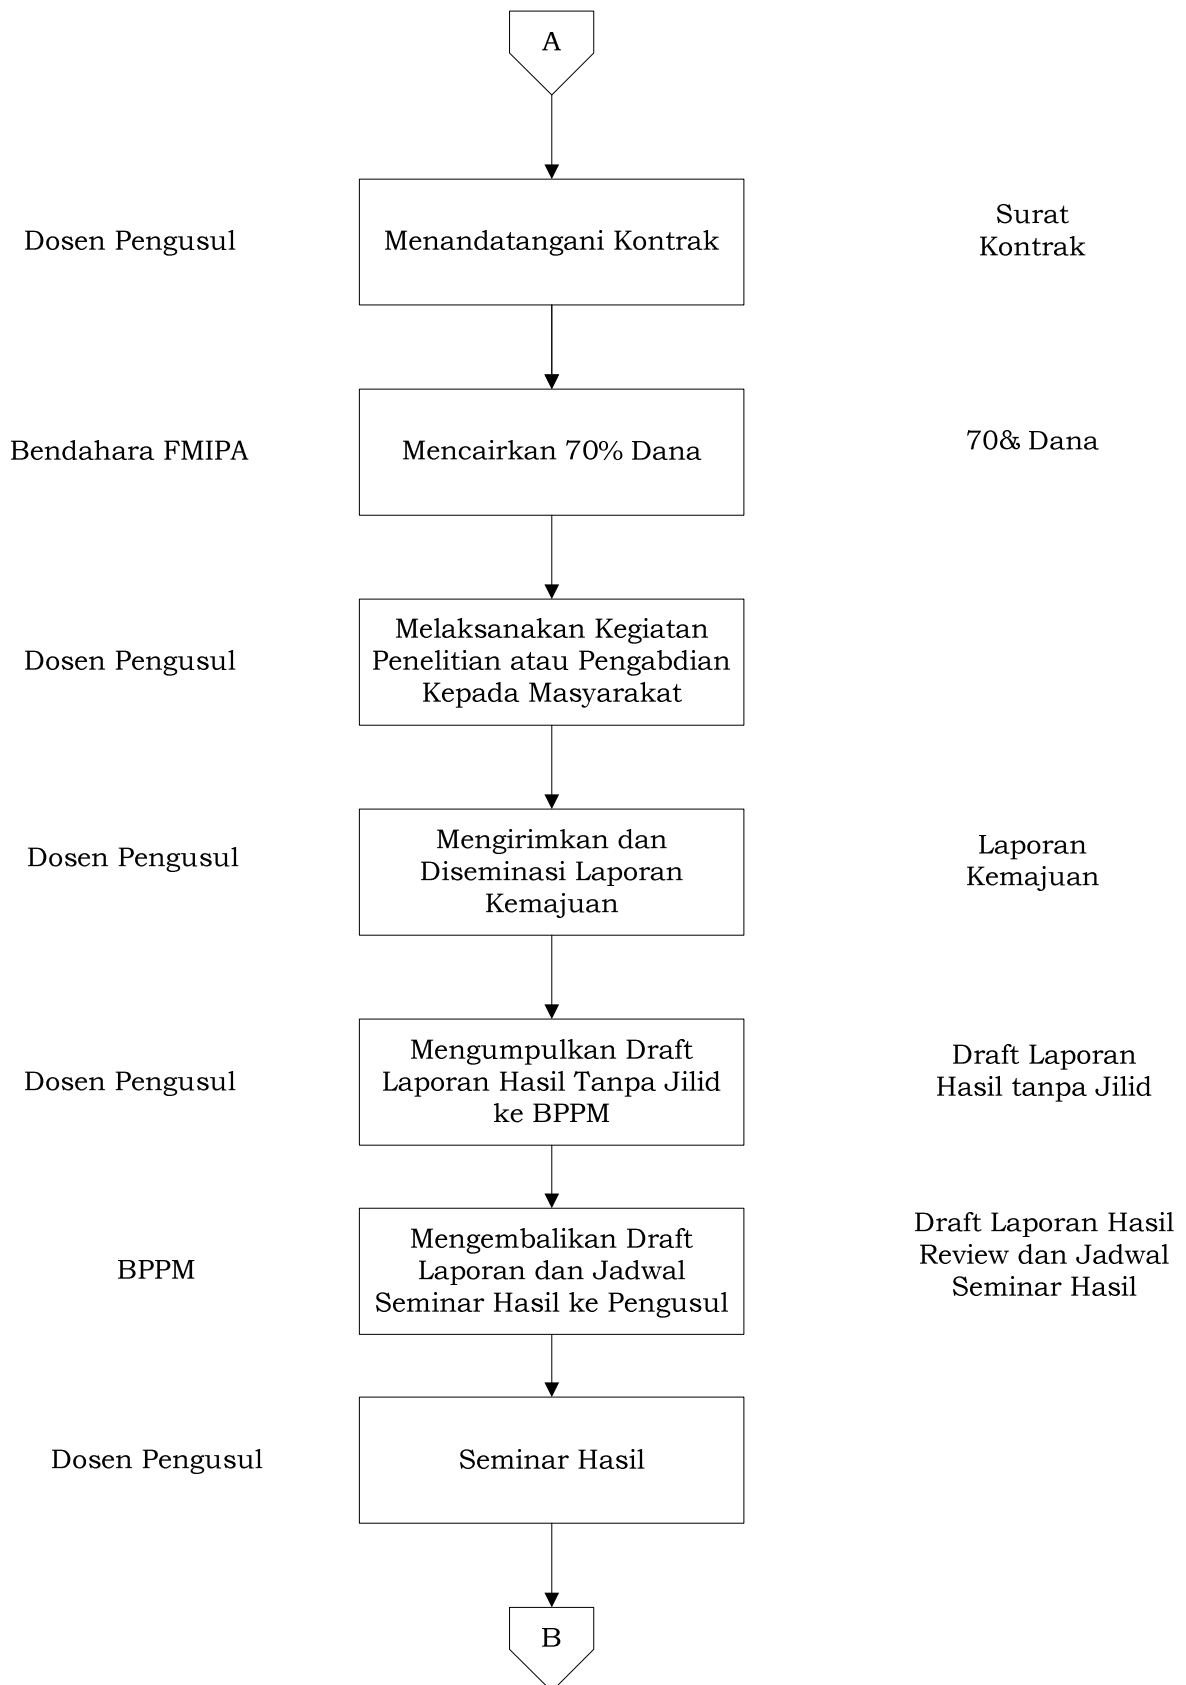 A
Dosen Pengusul
Menandatangani Kontrak
Surat
Kontrak
Bendahara FMIPA
Mencairkan 70% Dana
70& Dana
Dosen Pengusul
Melaksanakan Kegiatan
Penelitian atau Pengabdian
Kepada Masyarakat
Dosen Pengusul
Mengirimkan dan
Diseminasi Laporan
Kemajuan
Laporan
Kemajuan
Dosen Pengusul
Mengumpulkan Draft
Laporan Hasil Tanpa Jilid
ke BPPM
Draft Laporan
Hasil tanpa Jilid
BPPM
Mengembalikan Draft
Laporan dan Jadwal
Seminar Hasil ke Pengusul
Draft Laporan Hasil
Review dan Jadwal
Seminar Hasil
Dosen Pengusul
Seminar Hasil
B